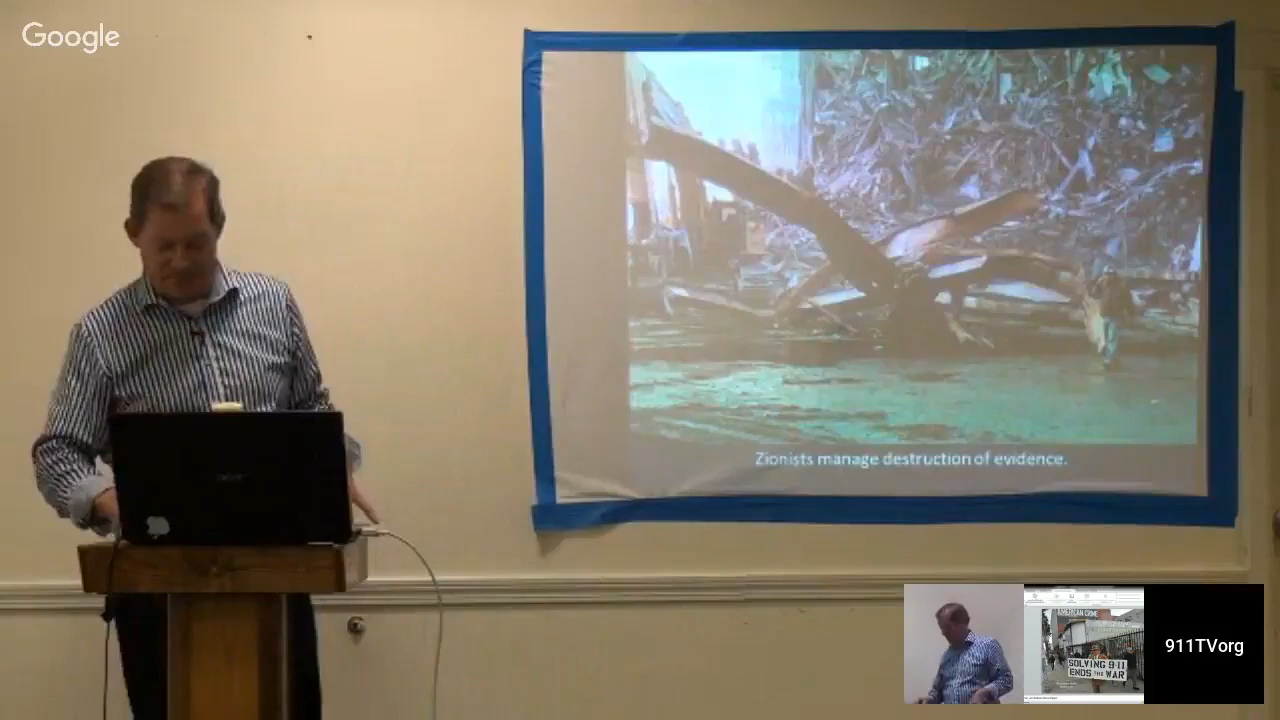 Google
Zionists manage destruction of evidence.
AMERICAN CRIME
SOLVING 9-11
ENDS THE WAR
911TVorg